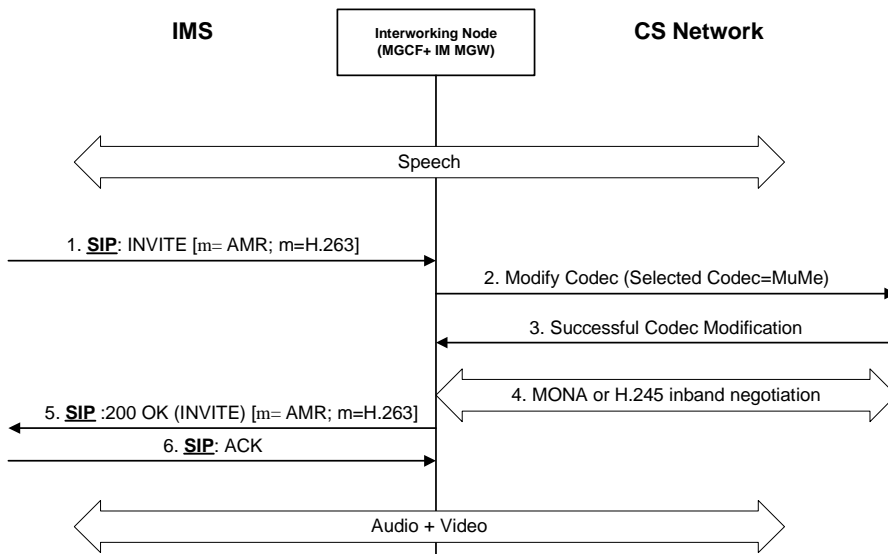 IMS
Interworking Node
(MGCF+ IM MGW)
CS Network
Speech
1. SIP: INVITE [m= AMR; m=H.263]
2. Modify Codec (Selected Codec=MuMe)
3. Successful Codec Modification
4. MONA or H.245 inband negotiation
5. SIP :200 OK (INVITE) [m= AMR; m=H.263]
6. SIP: ACK
Audio + Video